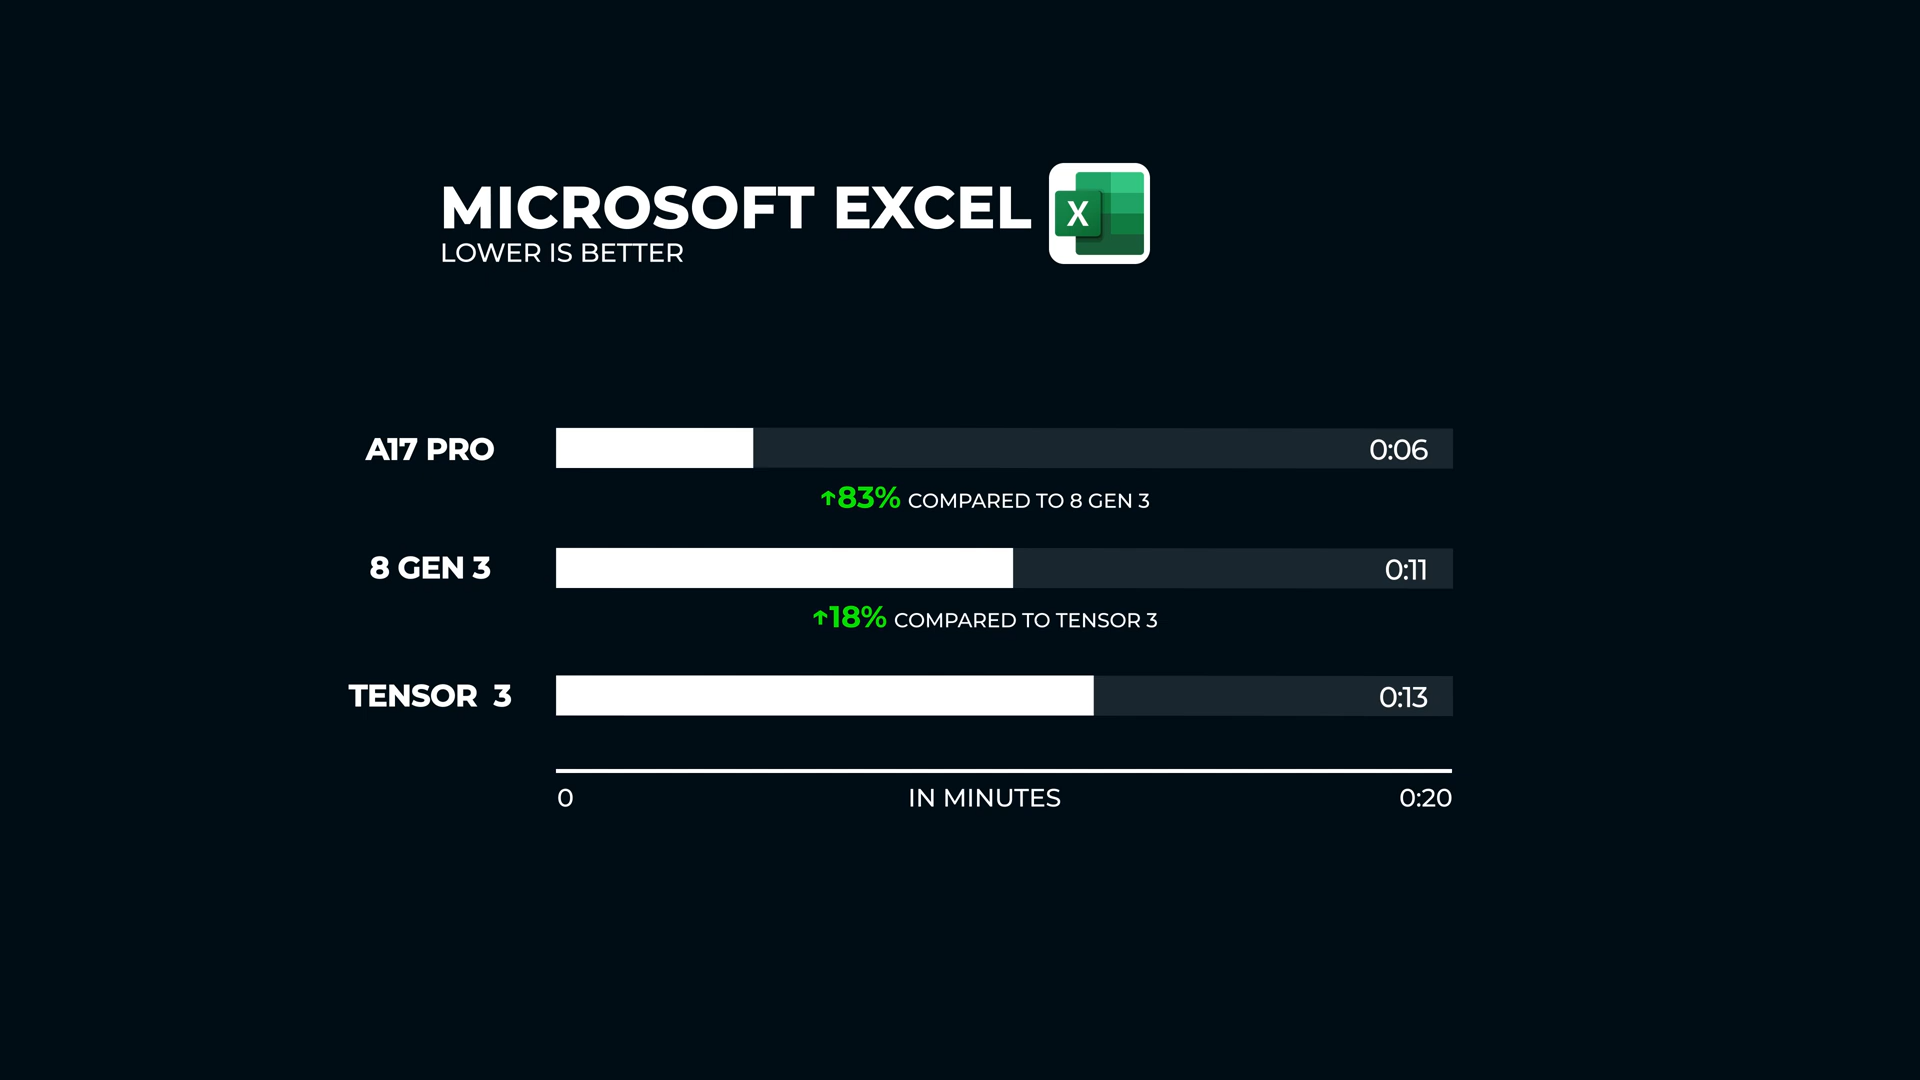 MICROSOFT EXCEL
X
LOWER IS BETTER
A17 PRO
0:06
↑83% COMPARED TO 8 GEN 3
8 GEN 3
0:11
↑18% COMPARED TO TENSOR 3
TENSOR 3
0:13
0
IN MINUTES
0:20